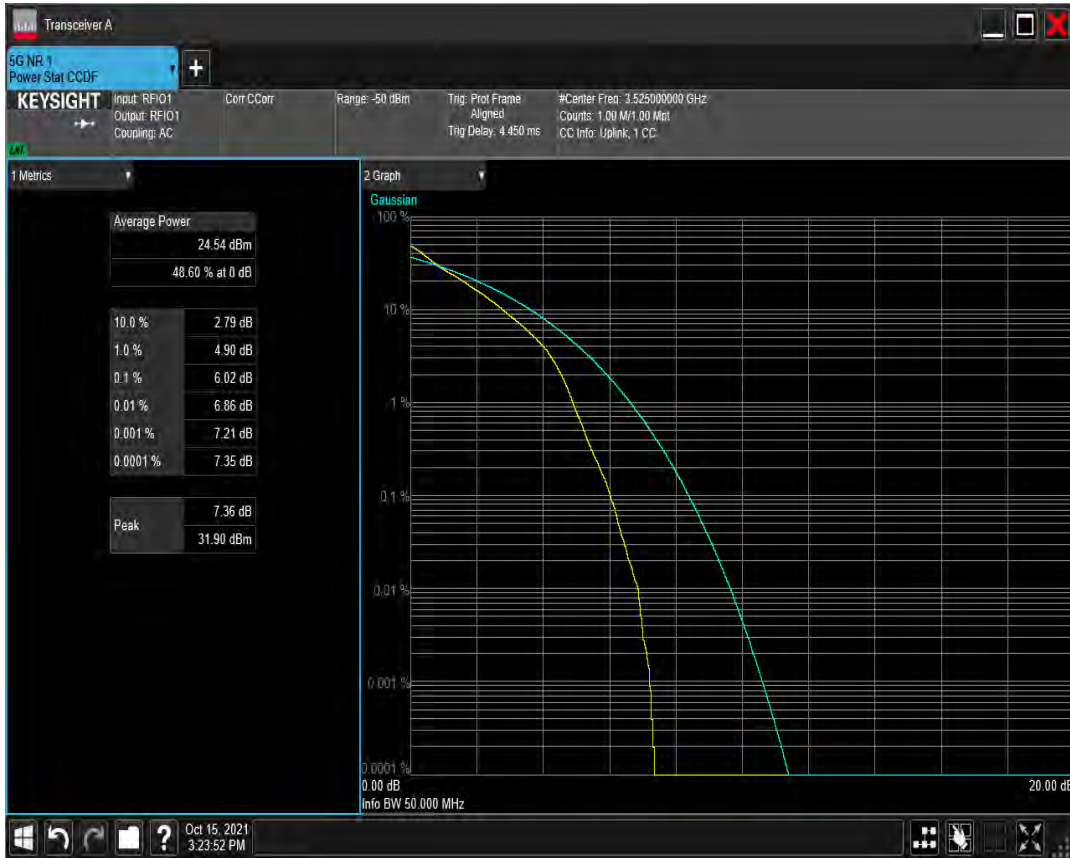 Transceiver A
5G NR 1
Power Stat CCDF
+
KEYSIGHT
Input: RFIO1
Output: RFIO1
Coupling: AC
Corr CCorr
Range: -50 dBm
Trig: Prot Frame
Aligned
Trig Delay: 4.450 ms
#Center Freq: 3.525000000 GHz
Counts: 1.00 M/1.00 Mpt
CC Info: Uplink, 1 CC
1 Metrics
Average Power
24.54 dBm
48.60 % at 0 dB
10.0 % 2.79 dB
1.0 % 4.90 dB
0.1 % 6.02 dB
0.01 % 6.86 dB
0.001 % 7.21 dB
0.0001 % 7.35 dB
Peak
7.36 dB
31.90 dBm
2 Graph
Gaussian
100 %
10 %
1 %
0.1 %
0.01 %
0.001 %
0.0001 %
0.00 dB
20.00 dB
Info BW 50.000 MHz
?
Oct 15, 2021
3:23:52 PM